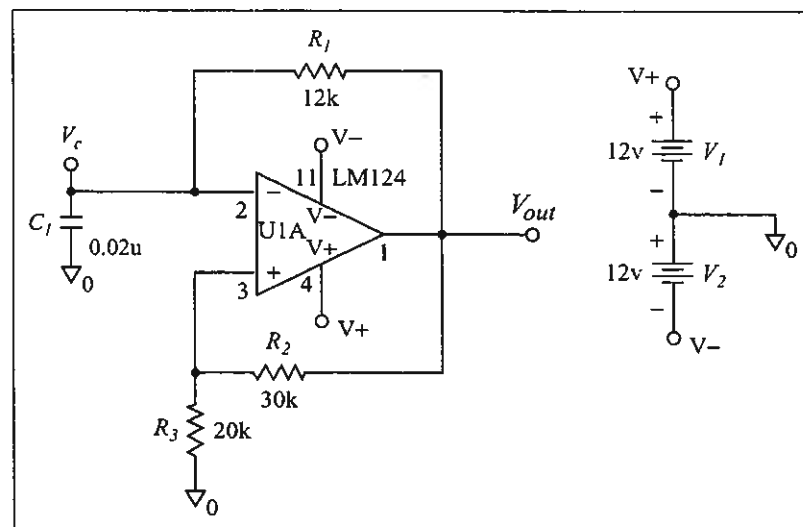 R1
12k
V−
V+
Vc
11
LM124
+
12v
V1
−
−
2
V−
Vout
C1
U1A
V+
1
0.02u
0
+
3
4
+
12v
V2
−
0
V+
R2
V−
30k
R3
20k
0